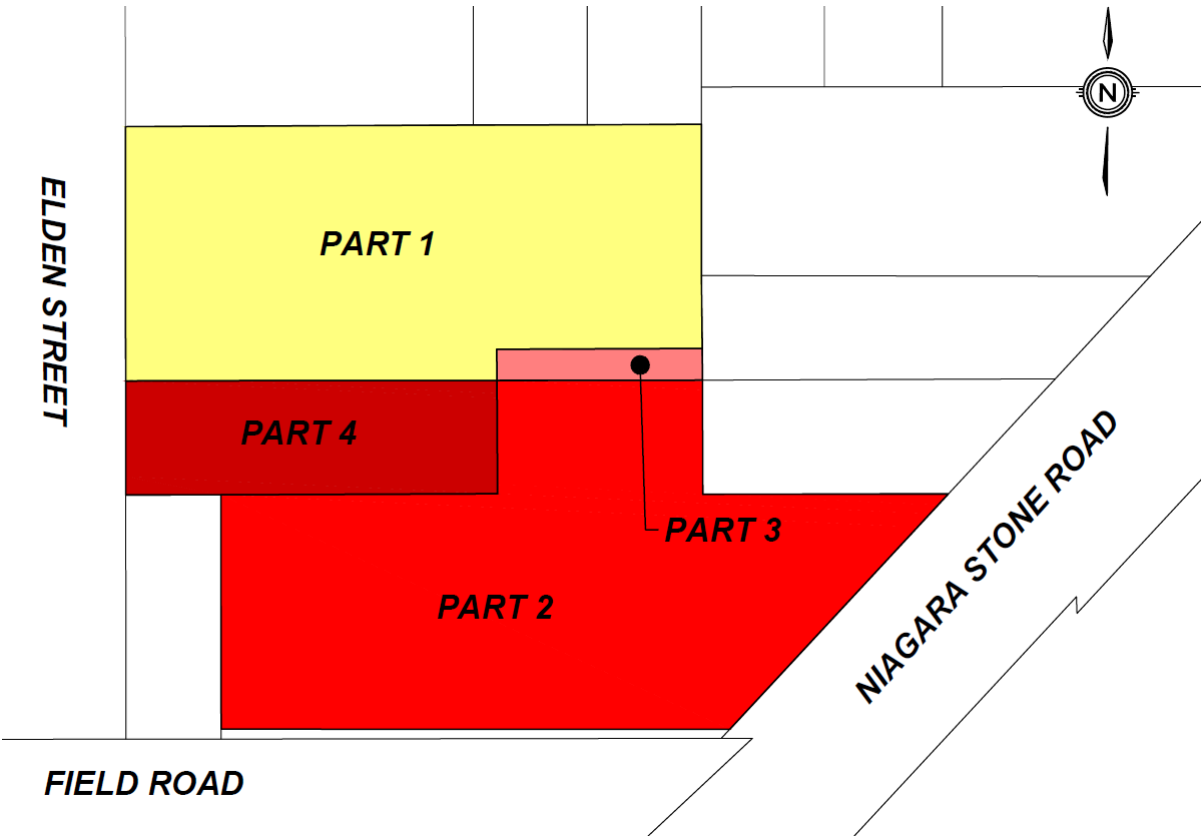 N
ELDEN STREET
PART 1
PART 4
PART 3
PART 2
NIAGARA STONE ROAD
FIELD ROAD